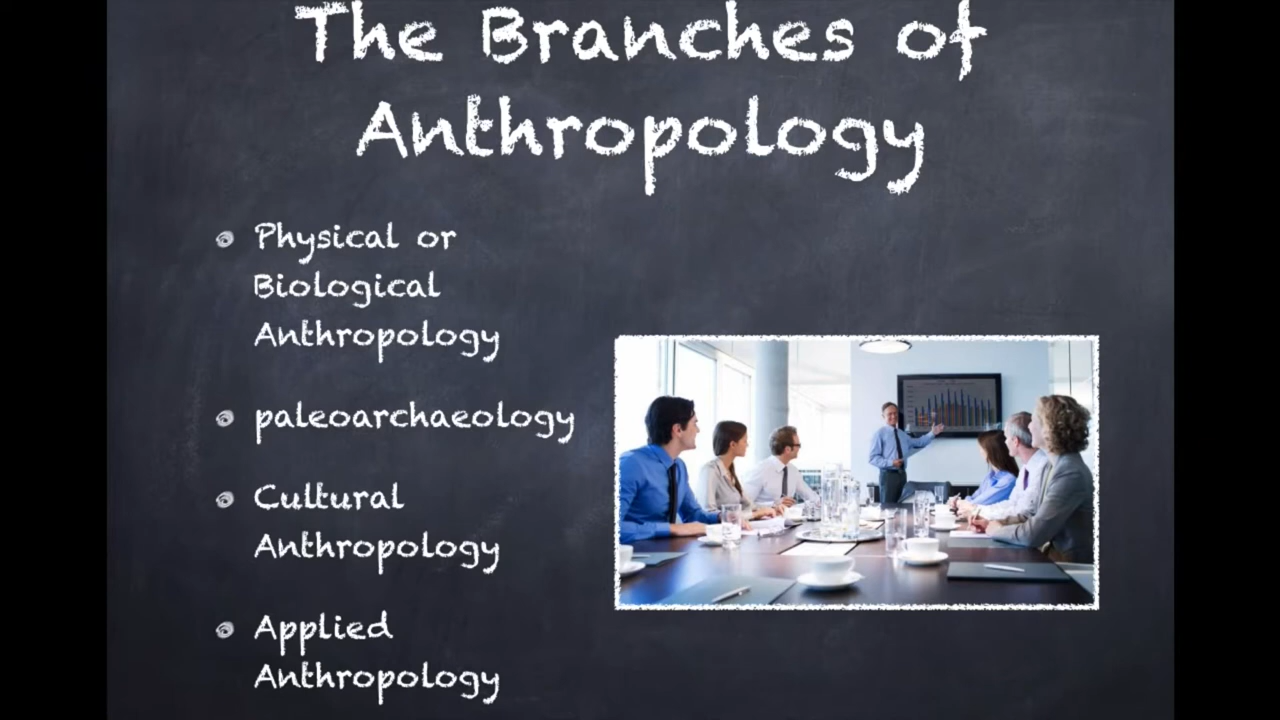 The Branches of
Anthropology
Physical or
Biological
Anthropology
paleoarchaeology
Cultural
Anthropology
Applied
Anthropology